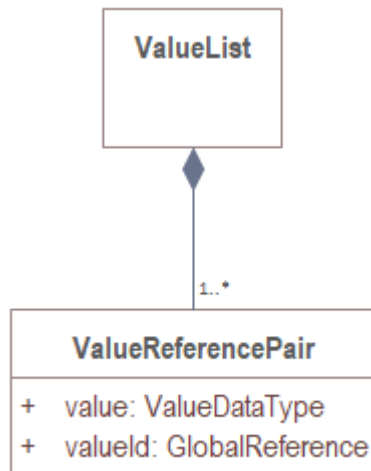 ValueList
1..*
ValueReferencePair
+ value: ValueDataType
+ valueId: GlobalReference